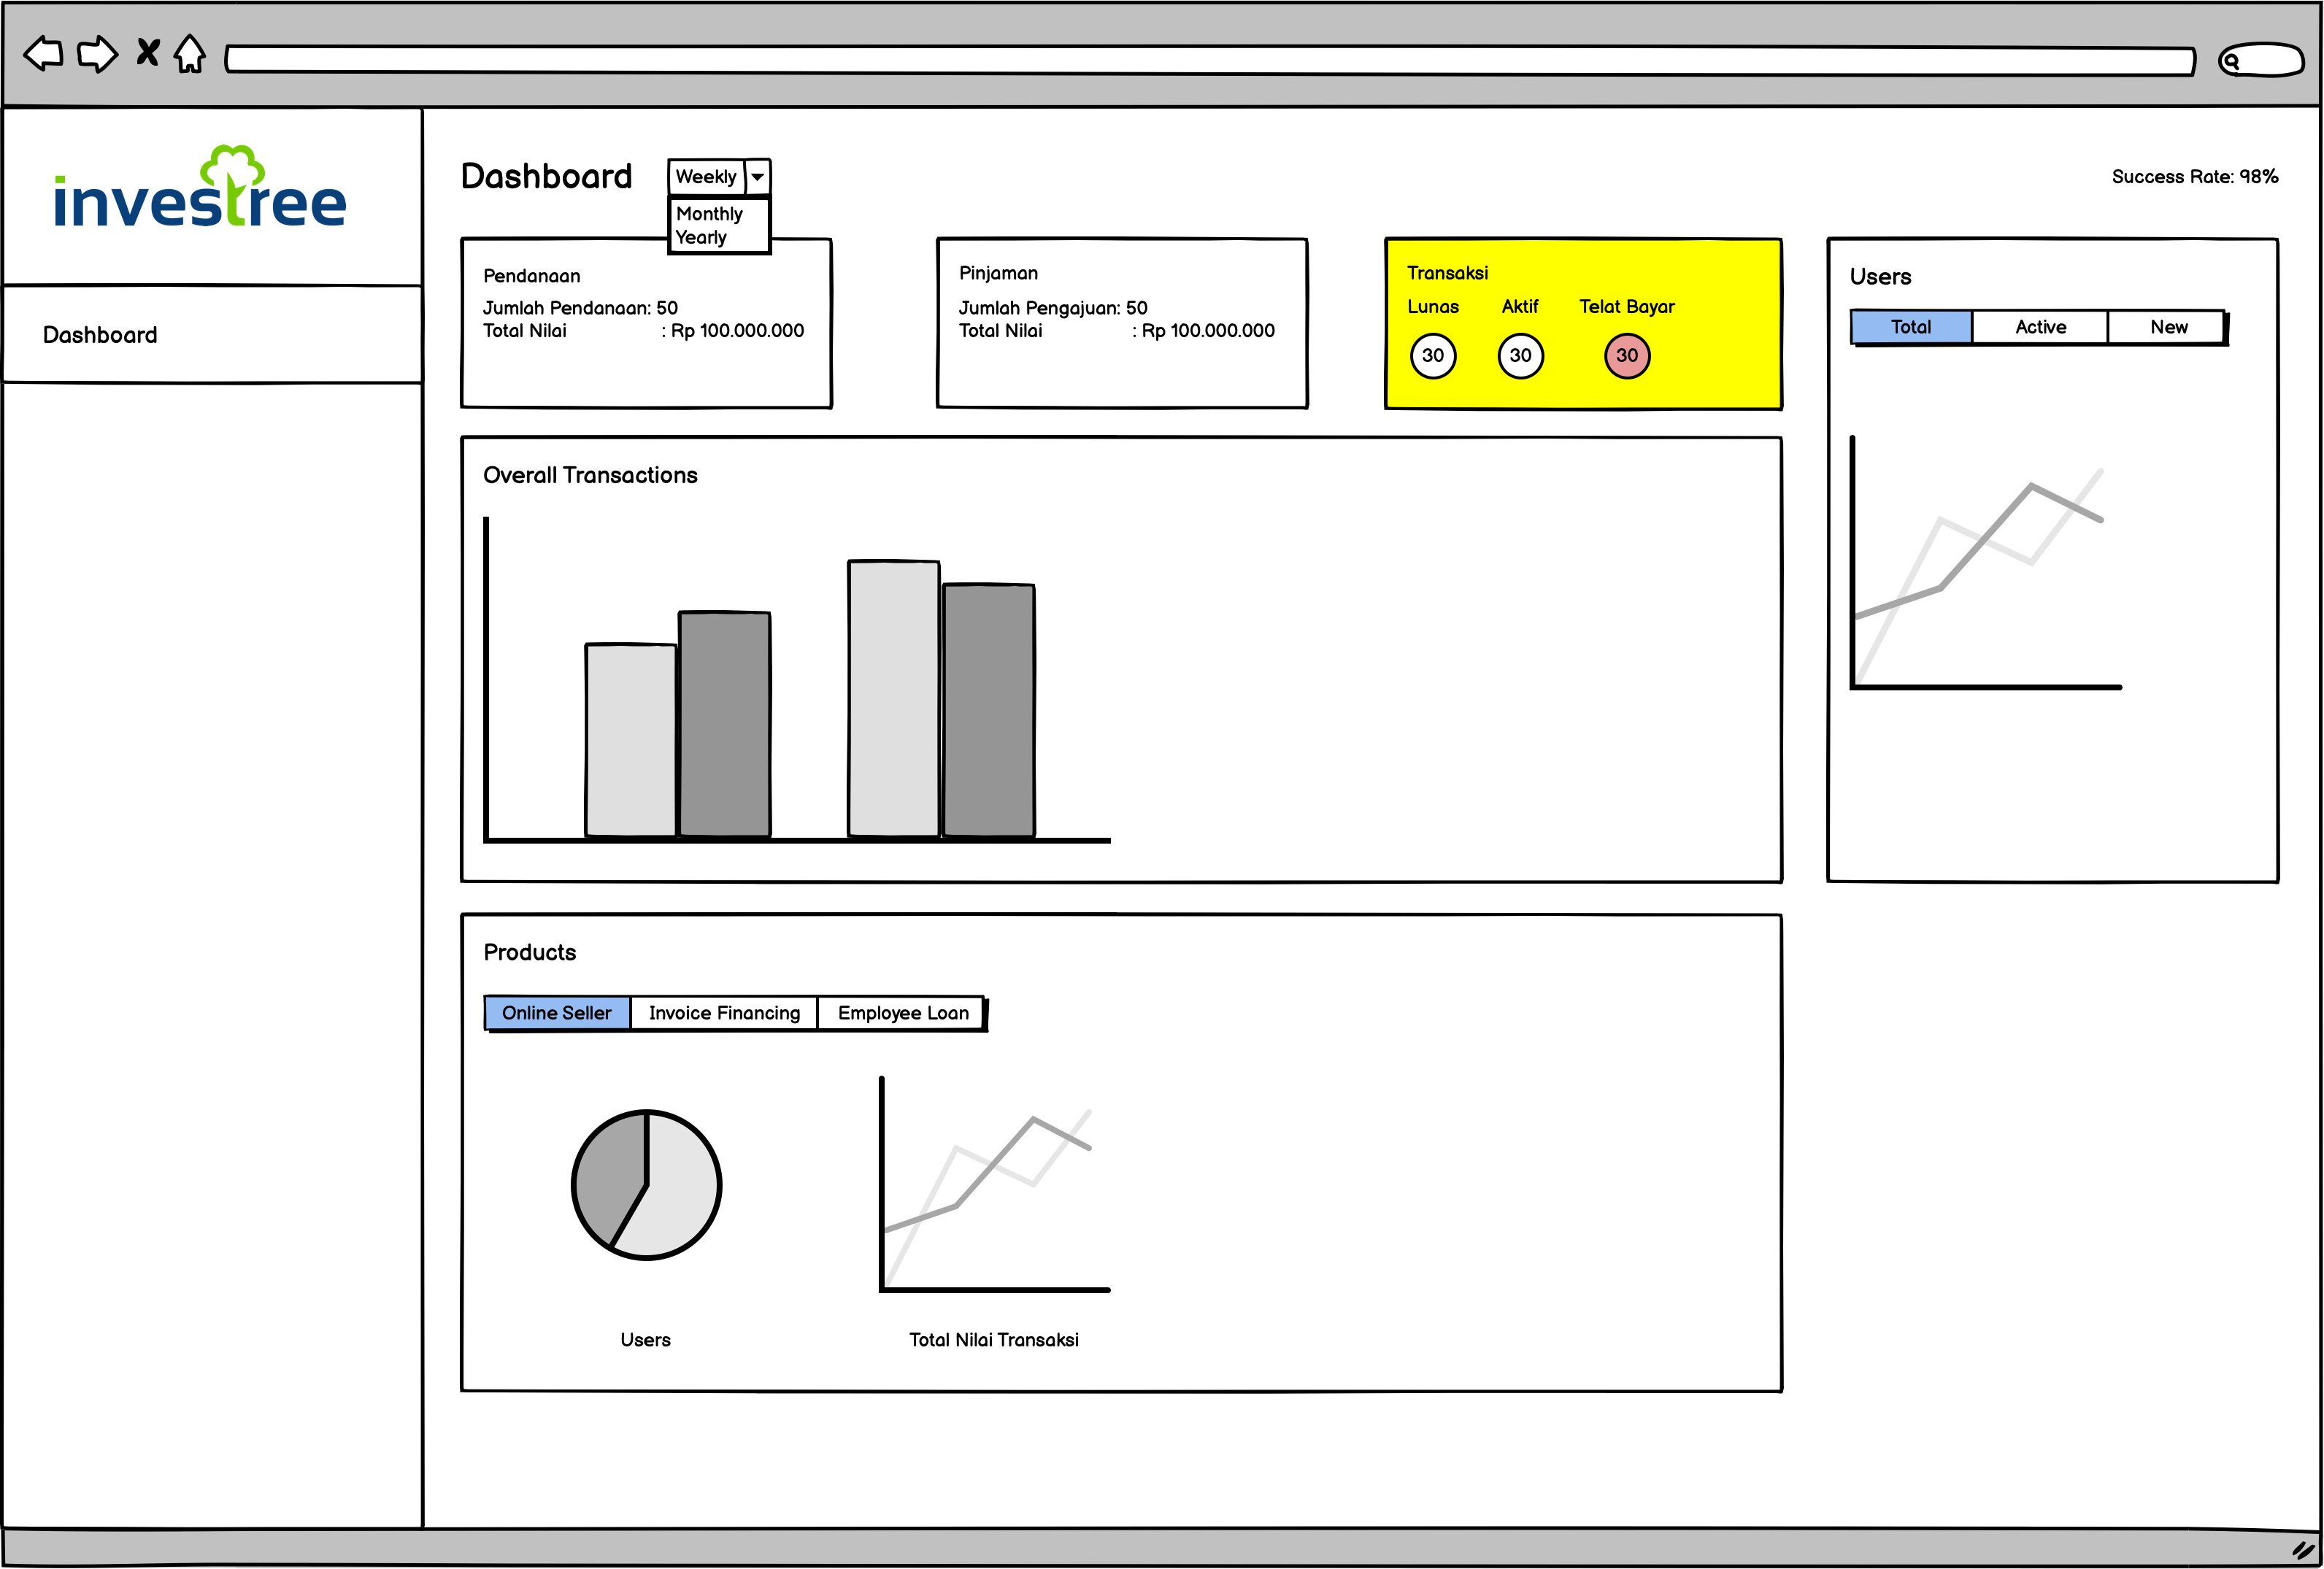 investree
Dashboard
Dashboard
Weekly
Monthly
Yearly
Success Rate: 98%
Pendanaan
Jumlah Pendanaan: 50
Total Nilai : Rp 100.000.000
Pinjaman
Jumlah Pengajuan: 50
Total Nilai : Rp 100.000.000
Transaksi
Lunas Aktif Telat Bayar
30 30 30
Users
Total Active New
Overall Transactions
Products
Online Seller Invoice Financing Employee Loan
Users
Total Nilai Transaksi